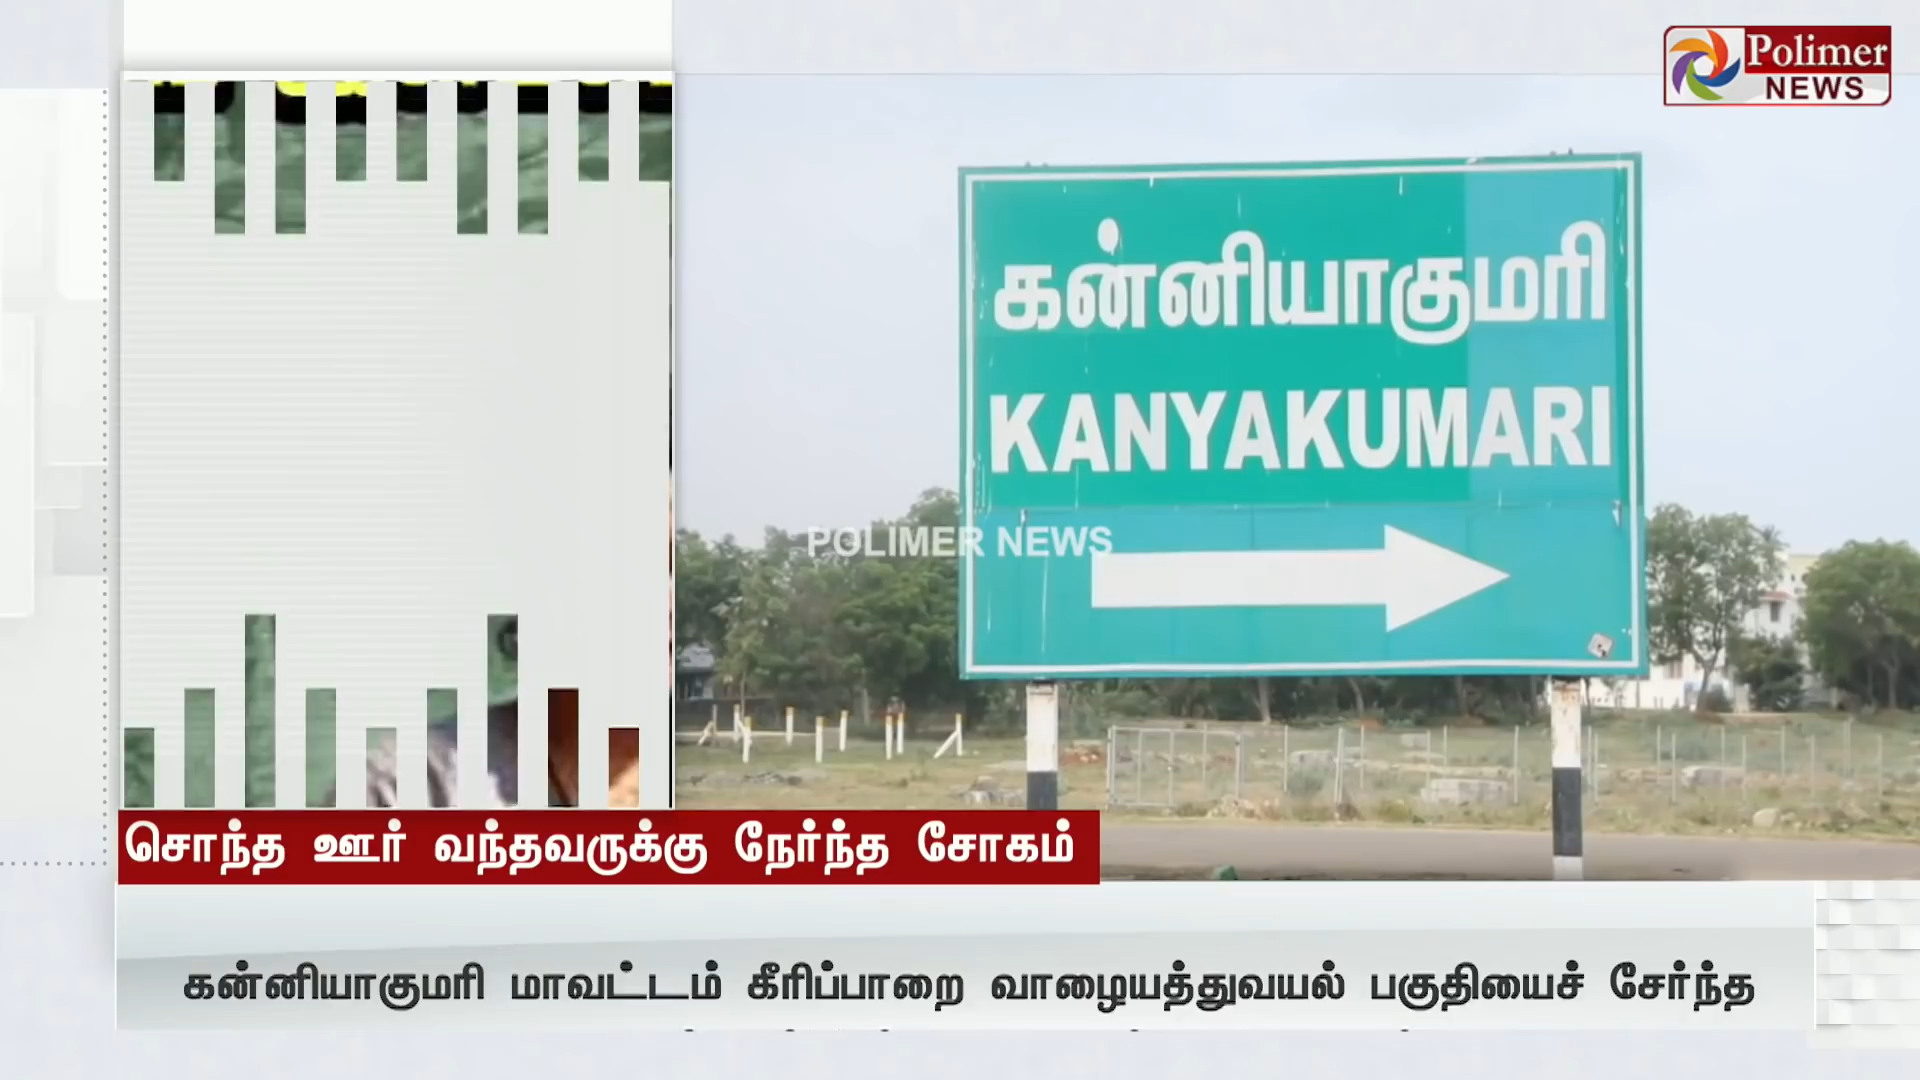 Polimer
NEWS
கன்னியாகுமரி
KANYAKUMARI
POLIMER NEWS
சொந்த ஊர் வந்தவருக்கு நேர்ந்த சோகம்
கன்னியாகுமரி மாவட்டம் கீரிப்பாறை வாழையத்துவயல் பகுதியைச் சேர்ந்த